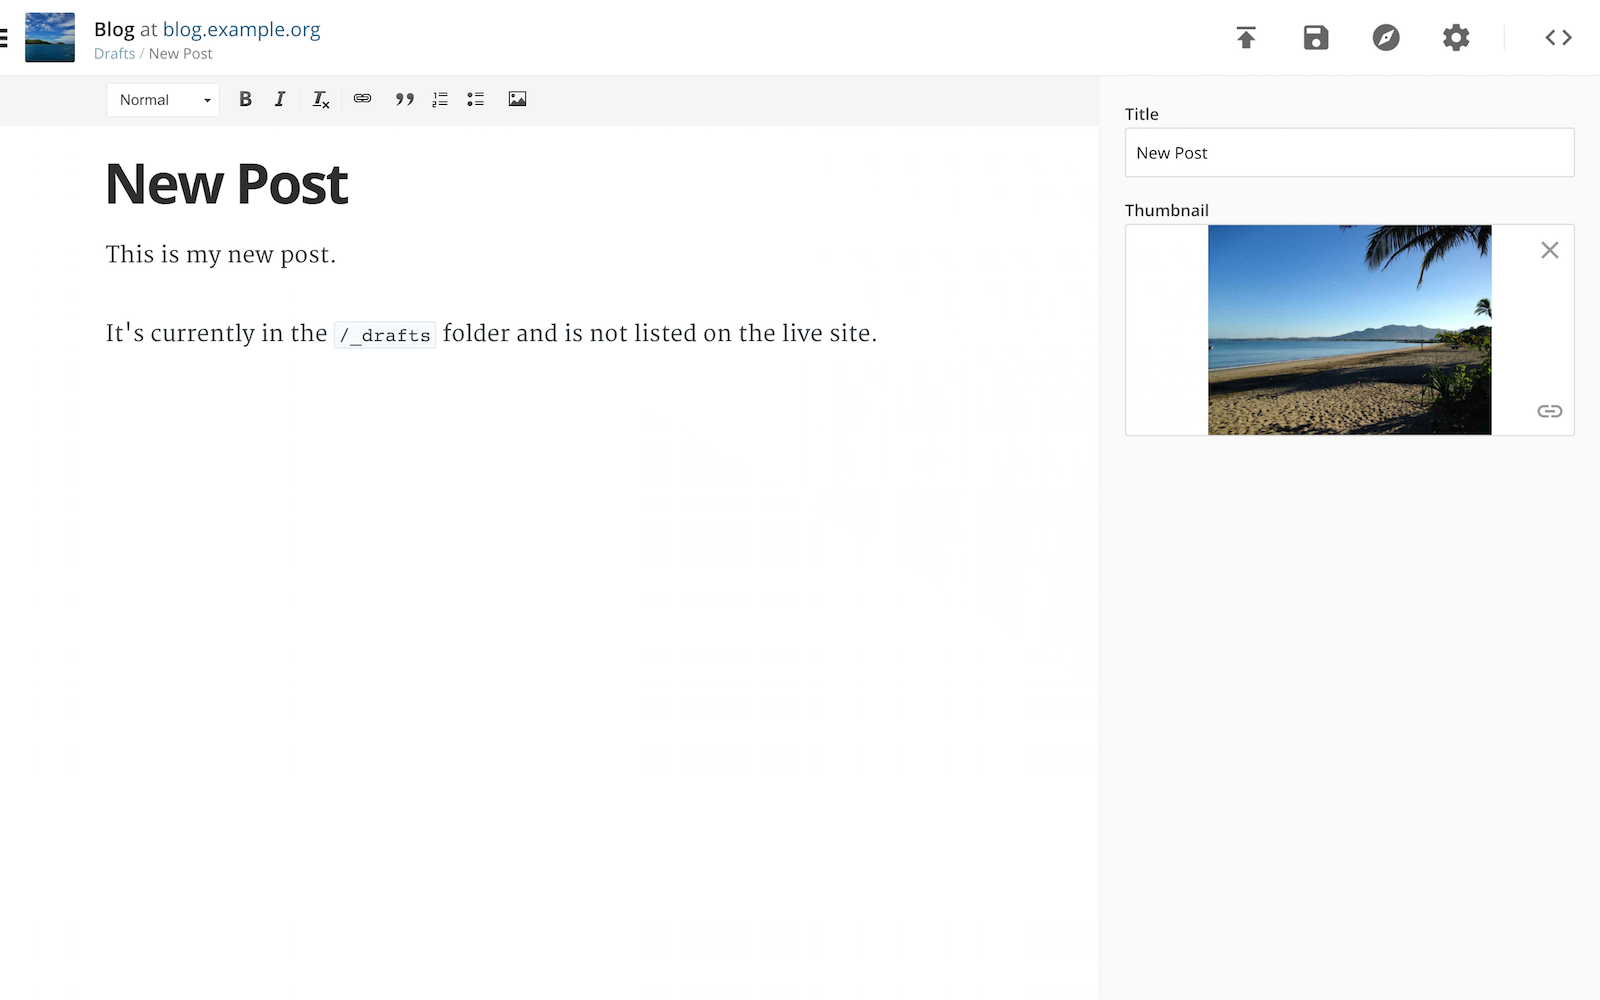 Blog at blog.example.org
Drafts / New Post
Normal
New Post
This is my new post.
It's currently in the /_drafts folder and is not listed on the live site.
Title
New Post
Thumbnail